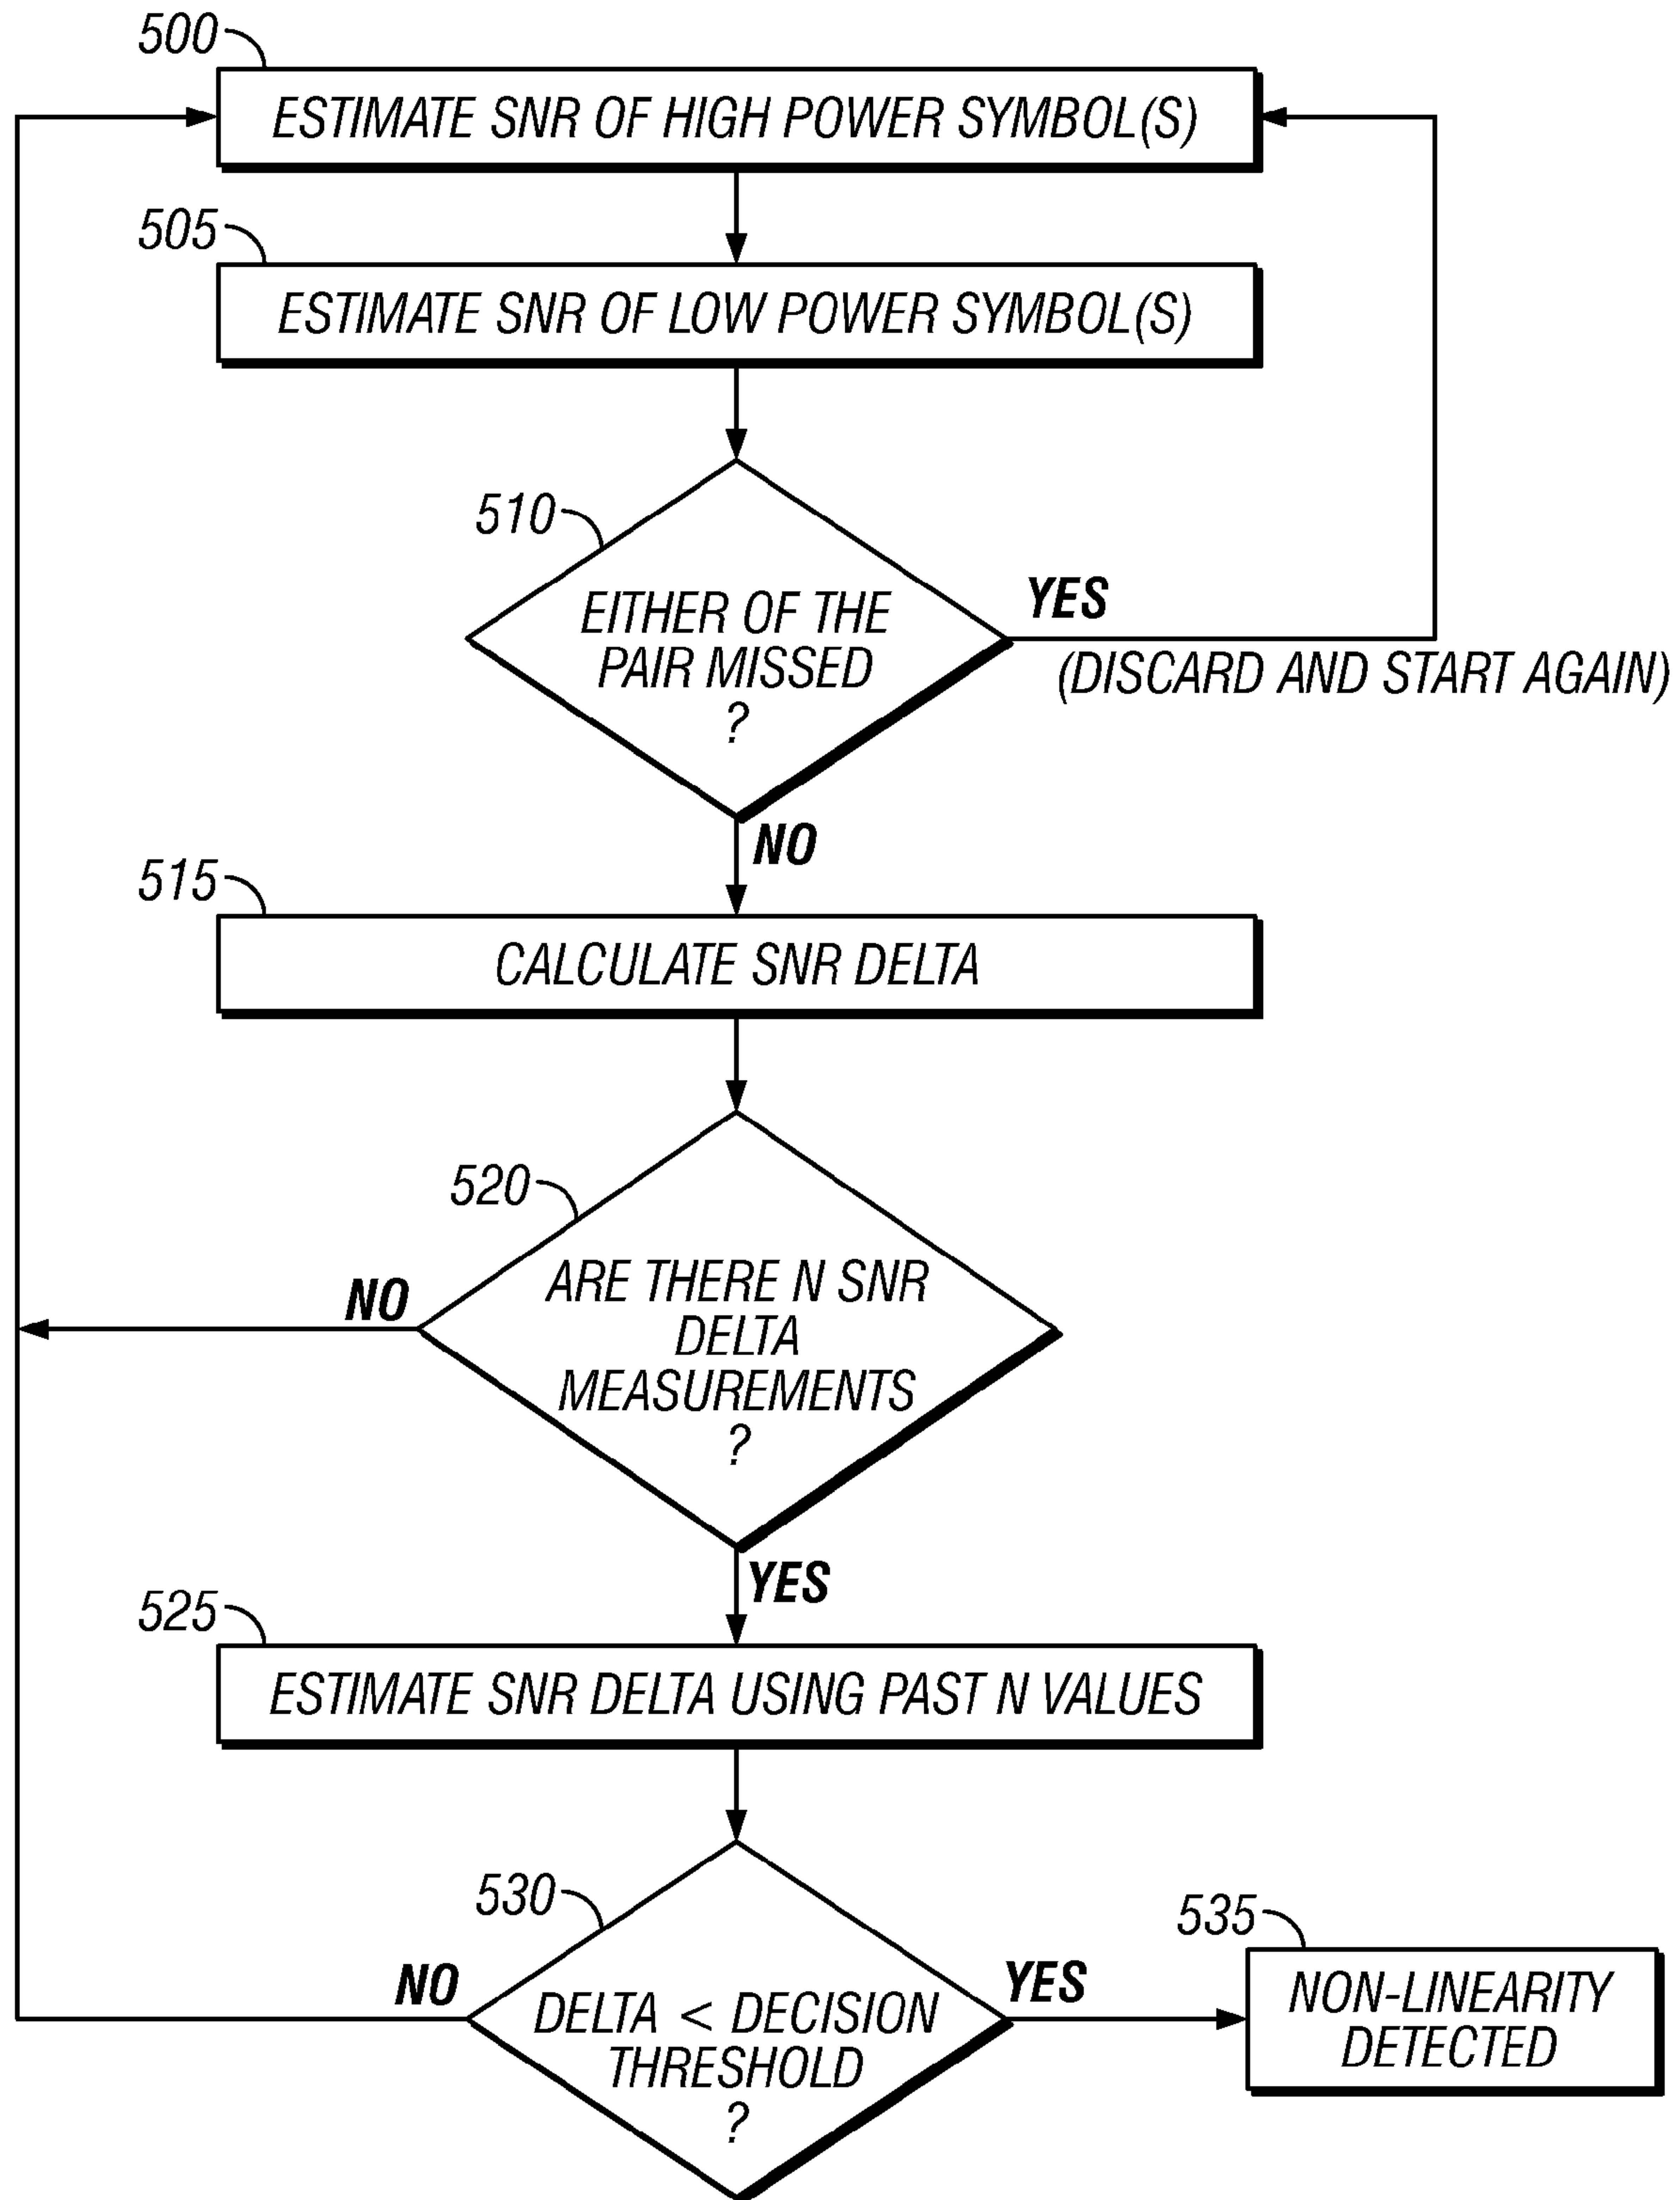 500
ESTIMATE SNR OF HIGH POWER SYMBOL(S)
505
ESTIMATE SNR OF LOW POWER SYMBOL(S)
510
EITHER OF THE
PAIR MISSED
?
YES
(DISCARD AND START AGAIN)
NO
515
CALCULATE SNR DELTA
520
ARE THERE N SNR
DELTA
MEASUREMENTS
?
NO
YES
525
ESTIMATE SNR DELTA USING PAST N VALUES
530
DELTA < DECISION
THRESHOLD
?
NO
YES
535
NON-LINEARITY
DETECTED